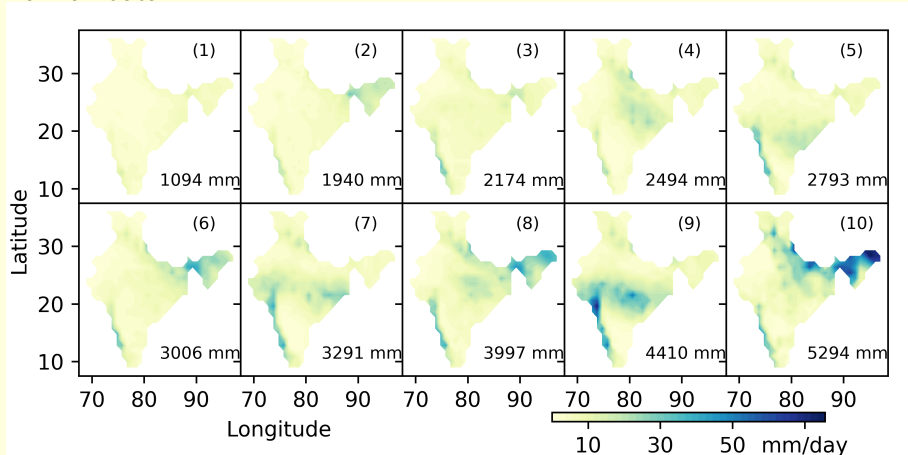 (1) (2) (3) (4) (5)
30
20
10
1094 mm 1940 mm 2174 mm 2494 mm 2793 mm
Latitude
(6) (7) (8) (9) (10)
30
20
10
3006 mm 3291 mm 3997 mm 4410 mm 5294 mm
70 80 90 70 80 90 70 80 90 70 80 90 70 80 90
Longitude
10 30 50 mm/day